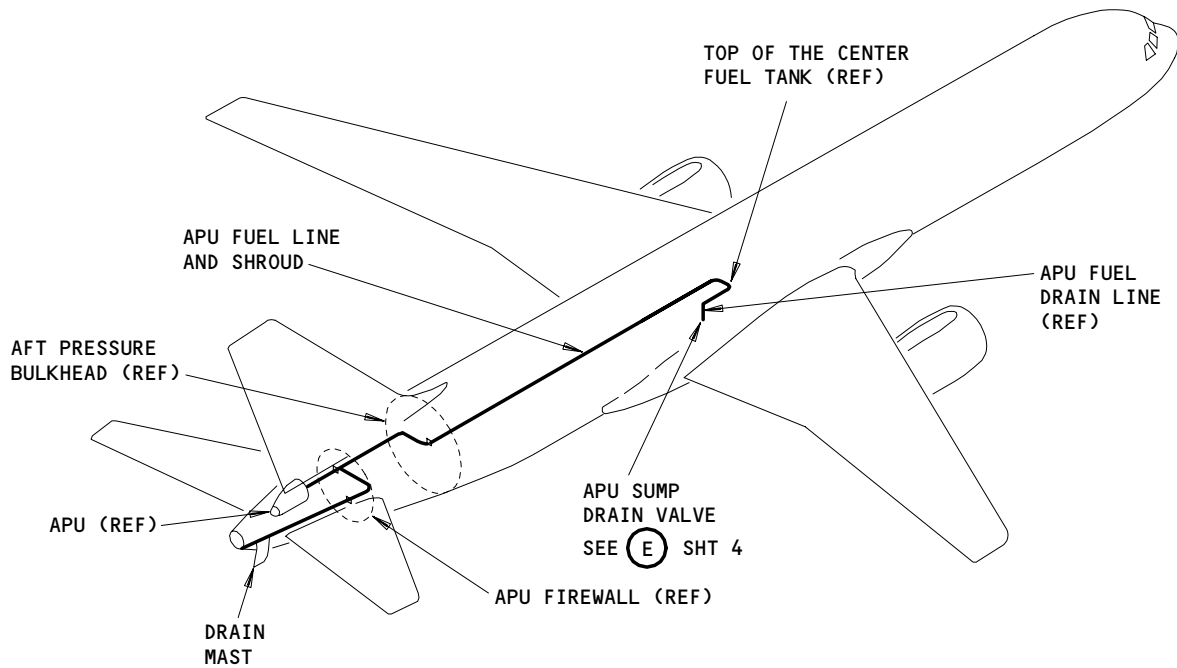 TOP OF THE CENTER
FUEL TANK (REF)
APU FUEL LINE
AND SHROUD
APU FUEL
DRAIN LINE
(REF)
AFT PRESSURE
BULKHEAD (REF)
APU SUMP
DRAIN VALVE
SEE E SHT 4
APU (REF)
APU FIREWALL (REF)
DRAIN
MAST